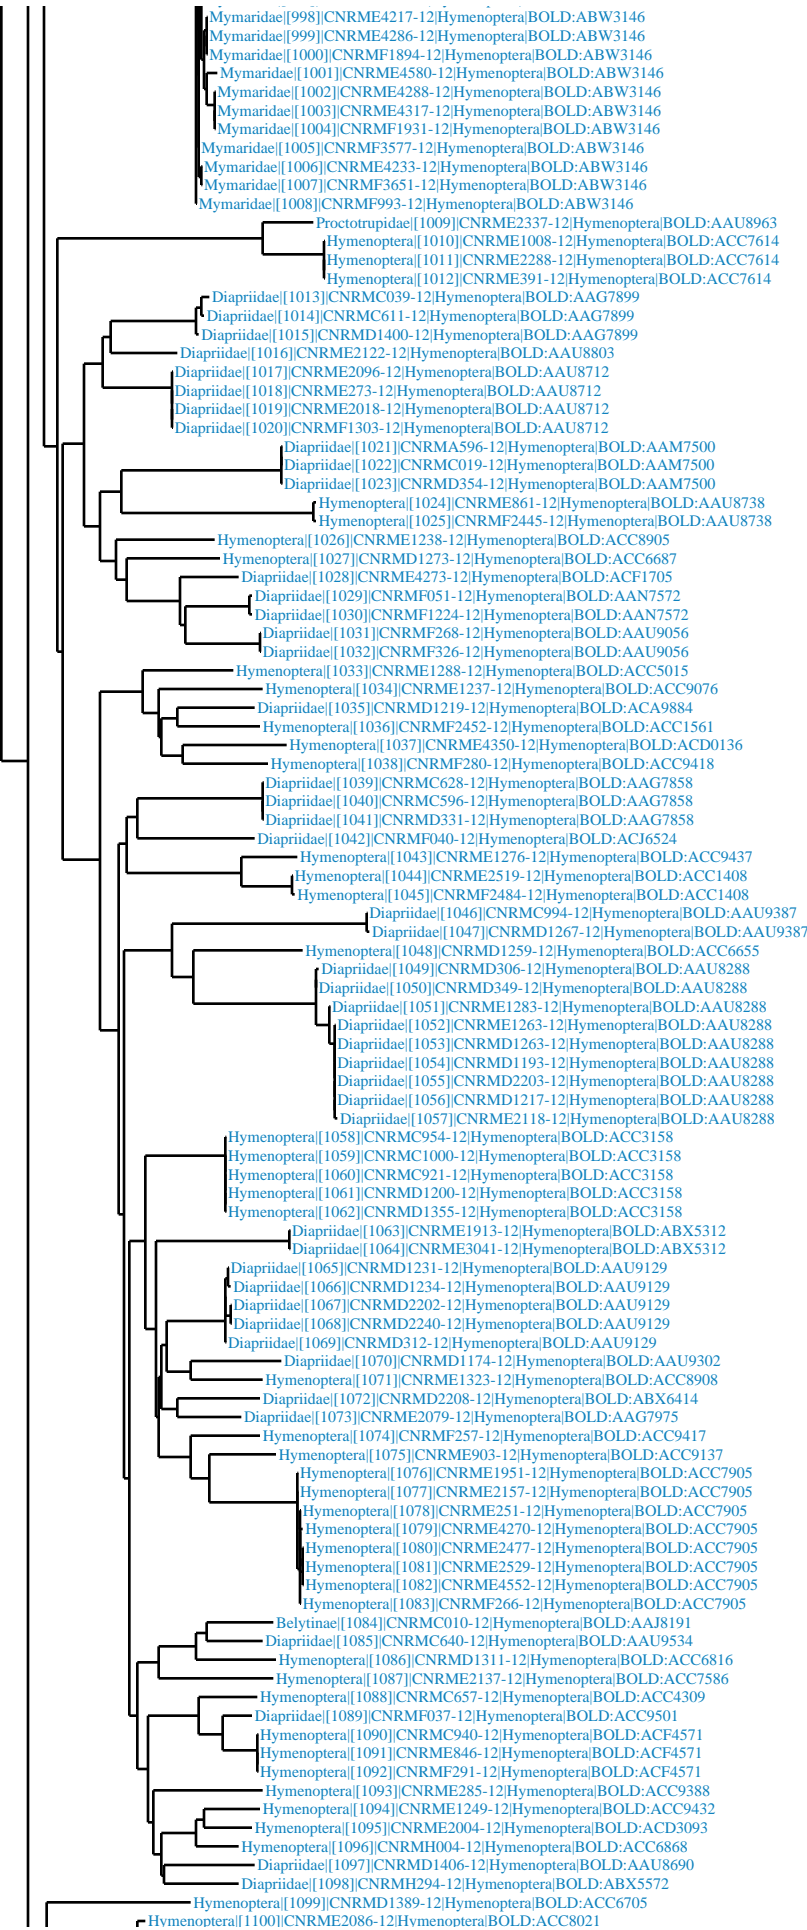 Mymaridae|[998]|CNRME4217-12|Hymenoptera|BOLD:ABW3146
Mymaridae|[999]|CNRME4286-12|Hymenoptera|BOLD:ABW3146
Mymaridae|[1000]|CNRMF1894-12|Hymenoptera|BOLD:ABW3146
Mymaridae|[1001]|CNRME4580-12|Hymenoptera|BOLD:ABW3146
Mymaridae|[1002]|CNRME4288-12|Hymenoptera|BOLD:ABW3146
Mymaridae|[1003]|CNRME4317-12|Hymenoptera|BOLD:ABW3146
Mymaridae|[1004]|CNRMF1931-12|Hymenoptera|BOLD:ABW3146
Mymaridae|[1005]|CNRMF3577-12|Hymenoptera|BOLD:ABW3146
Mymaridae|[1006]|CNRME4233-12|Hymenoptera|BOLD:ABW3146
Mymaridae|[1007]|CNRMF3651-12|Hymenoptera|BOLD:ABW3146
Mymaridae|[1008]|CNRMF993-12|Hymenoptera|BOLD:ABW3146
Proctotrupidae|[1009]|CNRME2337-12|Hymenoptera|BOLD:AAU8963
Hymenoptera|[1010]|CNRME1008-12|Hymenoptera|BOLD:ACC7614
Hymenoptera|[1011]|CNRME2288-12|Hymenoptera|BOLD:ACC7614
Hymenoptera|[1012]|CNRME391-12|Hymenoptera|BOLD:ACC7614
Diapriidae|[1013]|CNRMC039-12|Hymenoptera|BOLD:AAG7899
Diapriidae|[1014]|CNRMC611-12|Hymenoptera|BOLD:AAG7899
Diapriidae|[1015]|CNRMD1400-12|Hymenoptera|BOLD:AAG7899
Diapriidae|[1016]|CNRME2122-12|Hymenoptera|BOLD:AAU8803
Diapriidae|[1017]|CNRME2096-12|Hymenoptera|BOLD:AAU8712
Diapriidae|[1018]|CNRME273-12|Hymenoptera|BOLD:AAU8712
Diapriidae|[1019]|CNRME2018-12|Hymenoptera|BOLD:AAU8712
Diapriidae|[1020]|CNRMF1303-12|Hymenoptera|BOLD:AAU8712
Diapriidae|[1021]|CNRMA596-12|Hymenoptera|BOLD:AAM7500
Diapriidae|[1022]|CNRMC019-12|Hymenoptera|BOLD:AAM7500
Diapriidae|[1023]|CNRMD354-12|Hymenoptera|BOLD:AAM7500
Hymenoptera|[1024]|CNRME861-12|Hymenoptera|BOLD:AAU8738
Hymenoptera|[1025]|CNRMF2445-12|Hymenoptera|BOLD:AAU8738
Hymenoptera|[1026]|CNRME1238-12|Hymenoptera|BOLD:ACC8905
Hymenoptera|[1027]|CNRMD1273-12|Hymenoptera|BOLD:ACC6687
Diapriidae|[1028]|CNRME4273-12|Hymenoptera|BOLD:ACF1705
Diapriidae|[1029]|CNRMF051-12|Hymenoptera|BOLD:AAN7572
Diapriidae|[1030]|CNRMF1224-12|Hymenoptera|BOLD:AAN7572
Diapriidae|[1031]|CNRMF268-12|Hymenoptera|BOLD:AAU9056
Diapriidae|[1032]|CNRMF326-12|Hymenoptera|BOLD:AAU9056
Hymenoptera|[1033]|CNRME1288-12|Hymenoptera|BOLD:ACC5015
Hymenoptera|[1034]|CNRME1237-12|Hymenoptera|BOLD:ACC9076
Diapriidae|[1035]|CNRMD1219-12|Hymenoptera|BOLD:ACA9884
Hymenoptera|[1036]|CNRMF2452-12|Hymenoptera|BOLD:ACC1561
Hymenoptera|[1037]|CNRME4350-12|Hymenoptera|BOLD:ACD0136
Hymenoptera|[1038]|CNRMF280-12|Hymenoptera|BOLD:ACC9418
Diapriidae|[1039]|CNRMC628-12|Hymenoptera|BOLD:AAG7858
Diapriidae|[1040]|CNRMC596-12|Hymenoptera|BOLD:AAG7858
Diapriidae|[1041]|CNRMD331-12|Hymenoptera|BOLD:AAG7858
Diapriidae|[1042]|CNRMF040-12|Hymenoptera|BOLD:ACJ6524
Hymenoptera|[1043]|CNRME1276-12|Hymenoptera|BOLD:ACC9437
Hymenoptera|[1044]|CNRME2519-12|Hymenoptera|BOLD:ACC1408
Hymenoptera|[1045]|CNRMF2484-12|Hymenoptera|BOLD:ACC1408
Diapriidae|[1046]|CNRMC994-12|Hymenoptera|BOLD:AAU9387
Diapriidae|[1047]|CNRMD1267-12|Hymenoptera|BOLD:AAU9387
Hymenoptera|[1048]|CNRMD1259-12|Hymenoptera|BOLD:ACC6655
Diapriidae|[1049]|CNRMD306-12|Hymenoptera|BOLD:AAU8288
Diapriidae|[1050]|CNRMD349-12|Hymenoptera|BOLD:AAU8288
Diapriidae|[1051]|CNRME1283-12|Hymenoptera|BOLD:AAU8288
Diapriidae|[1052]|CNRME1263-12|Hymenoptera|BOLD:AAU8288
Diapriidae|[1053]|CNRMD1263-12|Hymenoptera|BOLD:AAU8288
Diapriidae|[1054]|CNRMD1193-12|Hymenoptera|BOLD:AAU8288
Diapriidae|[1055]|CNRMD2203-12|Hymenoptera|BOLD:AAU8288
Diapriidae|[1056]|CNRMD1217-12|Hymenoptera|BOLD:AAU8288
Diapriidae|[1057]|CNRME2118-12|Hymenoptera|BOLD:AAU8288
Hymenoptera|[1058]|CNRMC954-12|Hymenoptera|BOLD:ACC3158
Hymenoptera|[1059]|CNRMC1000-12|Hymenoptera|BOLD:ACC3158
Hymenoptera|[1060]|CNRMC921-12|Hymenoptera|BOLD:ACC3158
Hymenoptera|[1061]|CNRMD1200-12|Hymenoptera|BOLD:ACC3158
Hymenoptera|[1062]|CNRMD1355-12|Hymenoptera|BOLD:ACC3158
Diapriidae|[1063]|CNRME1913-12|Hymenoptera|BOLD:ABX5312
Diapriidae|[1064]|CNRME3041-12|Hymenoptera|BOLD:ABX5312
Diapriidae|[1065]|CNRMD1231-12|Hymenoptera|BOLD:AAU9129
Diapriidae|[1066]|CNRMD1234-12|Hymenoptera|BOLD:AAU9129
Diapriidae|[1067]|CNRMD2202-12|Hymenoptera|BOLD:AAU9129
Diapriidae|[1068]|CNRMD2240-12|Hymenoptera|BOLD:AAU9129
Diapriidae|[1069]|CNRMD312-12|Hymenoptera|BOLD:AAU9129
Diapriidae|[1070]|CNRMD1174-12|Hymenoptera|BOLD:AAU9302
Hymenoptera|[1071]|CNRME1323-12|Hymenoptera|BOLD:ACC8908
Diapriidae|[1072]|CNRMD2208-12|Hymenoptera|BOLD:ABX6414
Diapriidae|[1073]|CNRME2079-12|Hymenoptera|BOLD:AAG7975
Hymenoptera|[1074]|CNRMF257-12|Hymenoptera|BOLD:ACC9417
Hymenoptera|[1075]|CNRME903-12|Hymenoptera|BOLD:ACC9137
Hymenoptera|[1076]|CNRME1951-12|Hymenoptera|BOLD:ACC7905
Hymenoptera|[1077]|CNRME2157-12|Hymenoptera|BOLD:ACC7905
Hymenoptera|[1078]|CNRME251-12|Hymenoptera|BOLD:ACC7905
Hymenoptera|[1079]|CNRME4270-12|Hymenoptera|BOLD:ACC7905
Hymenoptera|[1080]|CNRME2477-12|Hymenoptera|BOLD:ACC7905
Hymenoptera|[1081]|CNRME2529-12|Hymenoptera|BOLD:ACC7905
Hymenoptera|[1082]|CNRME4552-12|Hymenoptera|BOLD:ACC7905
Hymenoptera|[1083]|CNRMF266-12|Hymenoptera|BOLD:ACC7905
Belytinae|[1084]|CNRMC010-12|Hymenoptera|BOLD:AAJ8191
Diapriidae|[1085]|CNRMC640-12|Hymenoptera|BOLD:AAU9534
Hymenoptera|[1086]|CNRMD1311-12|Hymenoptera|BOLD:ACC6816
Hymenoptera|[1087]|CNRME2137-12|Hymenoptera|BOLD:ACC7586
Hymenoptera|[1088]|CNRMC657-12|Hymenoptera|BOLD:ACC4309
Diapriidae|[1089]|CNRMF037-12|Hymenoptera|BOLD:ACC9501
Hymenoptera|[1090]|CNRMC940-12|Hymenoptera|BOLD:ACF4571
Hymenoptera|[1091]|CNRME846-12|Hymenoptera|BOLD:ACF4571
Hymenoptera|[1092]|CNRMF291-12|Hymenoptera|BOLD:ACF4571
Hymenoptera|[1093]|CNRME285-12|Hymenoptera|BOLD:ACC9388
Hymenoptera|[1094]|CNRME1249-12|Hymenoptera|BOLD:ACC9432
Hymenoptera|[1095]|CNRME2004-12|Hymenoptera|BOLD:ACD3093
Hymenoptera|[1096]|CNRMH004-12|Hymenoptera|BOLD:ACC6868
Diapriidae|[1097]|CNRMD1406-12|Hymenoptera|BOLD:AAU8690
Diapriidae|[1098]|CNRMH294-12|Hymenoptera|BOLD:ABX5572
Hymenoptera|[1099]|CNRMD1389-12|Hymenoptera|BOLD:ACC6705
Hymenoptera|[1100]|CNRME2086-12|Hymenoptera|BOLD:ACC8021